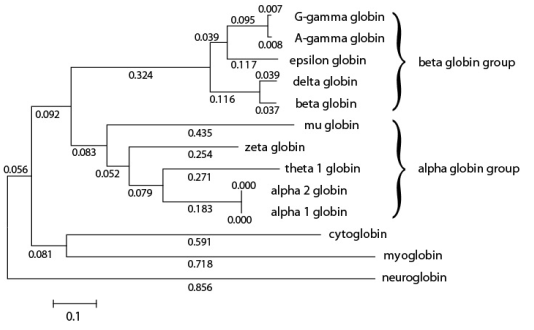 0.007
0.095
G-gamma globin
0.039
A-gamma globin
0.008
epsilon globin
beta globin group
0.117
0.324
0.039
delta globin
0.116
beta globin
0.037
0.092
mu globin
0.435
0.083
zeta globin
0.254
0.056
0.052
theta 1 globin
alpha globin group
0.271
0.079
0.000
alpha 2 globin
0.183
alpha 1 globin
0.000
cytoglobin
0.591
0.081
myoglobin
0.718
neuroglobin
0.856
0.1